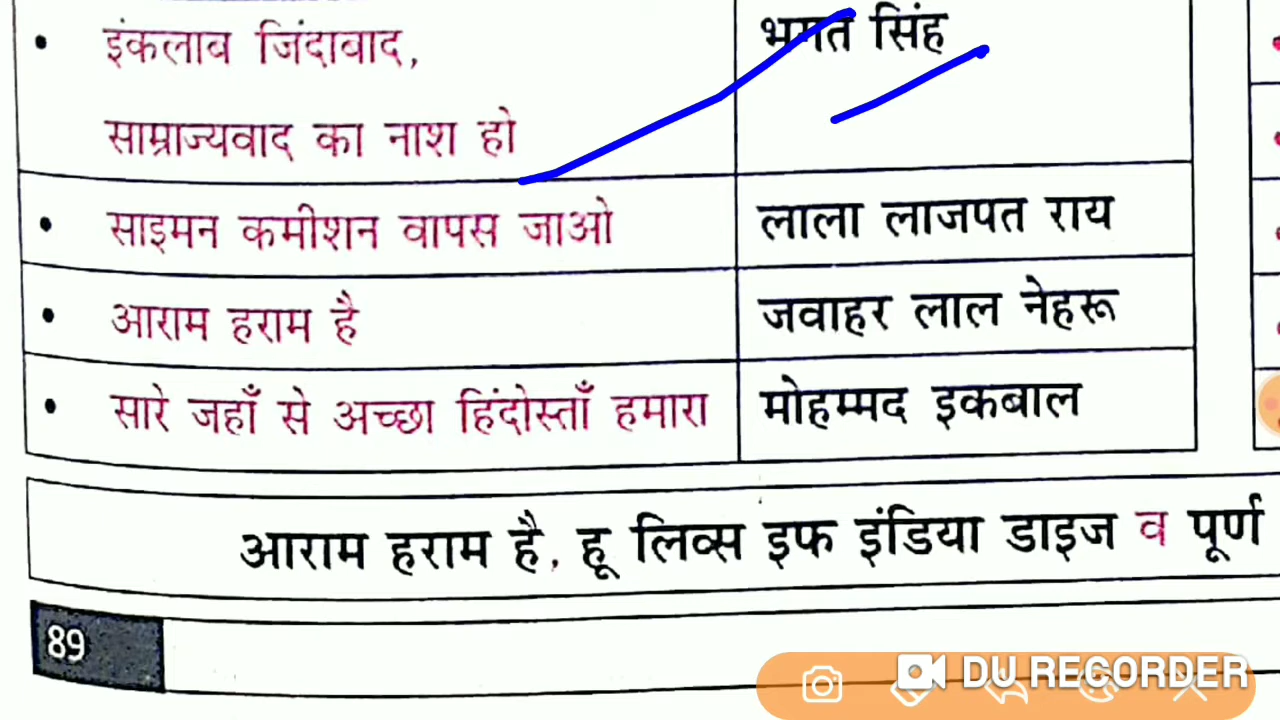 • इंकलाब जिंदाबाद, भगत सिंह
साम्राज्यवाद का नाश हो
• साइमन कमीशन वापस जाओ लाला लाजपत राय
• आराम हराम है जवाहर लाल नेहरू
• सारे जहाँ से अच्छा हिंदोस्ताँ हमारा मोहम्मद इकबाल
आराम हराम है, हू लिव्स इफ इंडिया डाइज व पूर्ण
89
DU RECORDER